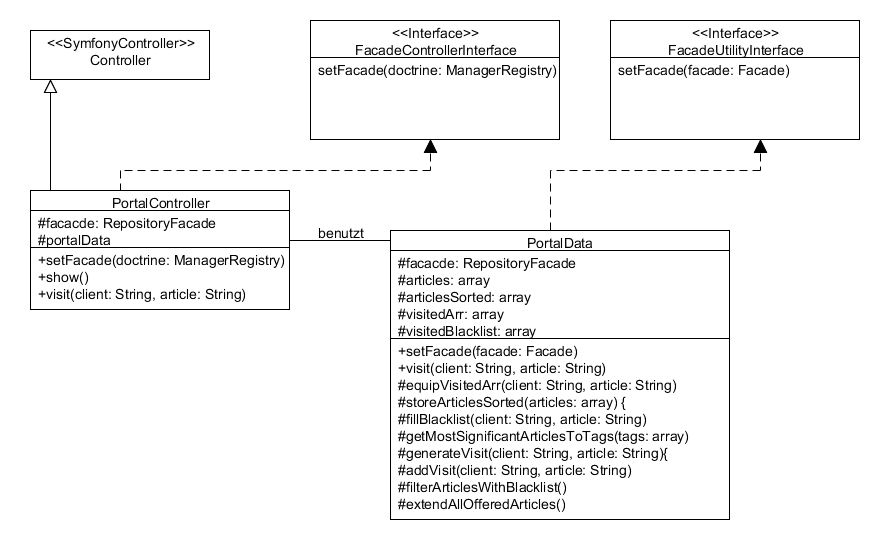 <<SymfonyController>>
Controller
<<Interface>>
FacadeControllerInterface
setFacade(doctrine: ManagerRegistry)
<<Interface>>
FacadeUtilityInterface
setFacade(facade: Facade)
PortalController
#facacde: RepositoryFacade
#portalData
+setFacade(doctrine: ManagerRegistry)
+show()
+visit(client: String, article: String)
benutzt
PortalData
#facacde: RepositoryFacade
#articles: array
#articlesSorted: array
#visitedArr: array
#visitedBlacklist: array
+setFacade(facade: Facade)
+visit(client: String, article: String)
#equipVisitedArr(client: String, article: String)
#storeArticlesSorted(articles: array) {
#fillBlacklist(client: String, article: String)
#getMostSignificantArticlesToTags(tags: array)
#generateVisit(client: String, article: String){
#addVisit(client: String, article: String)
#filterArticlesWithBlacklist()
#extendAllOfferedArticles()